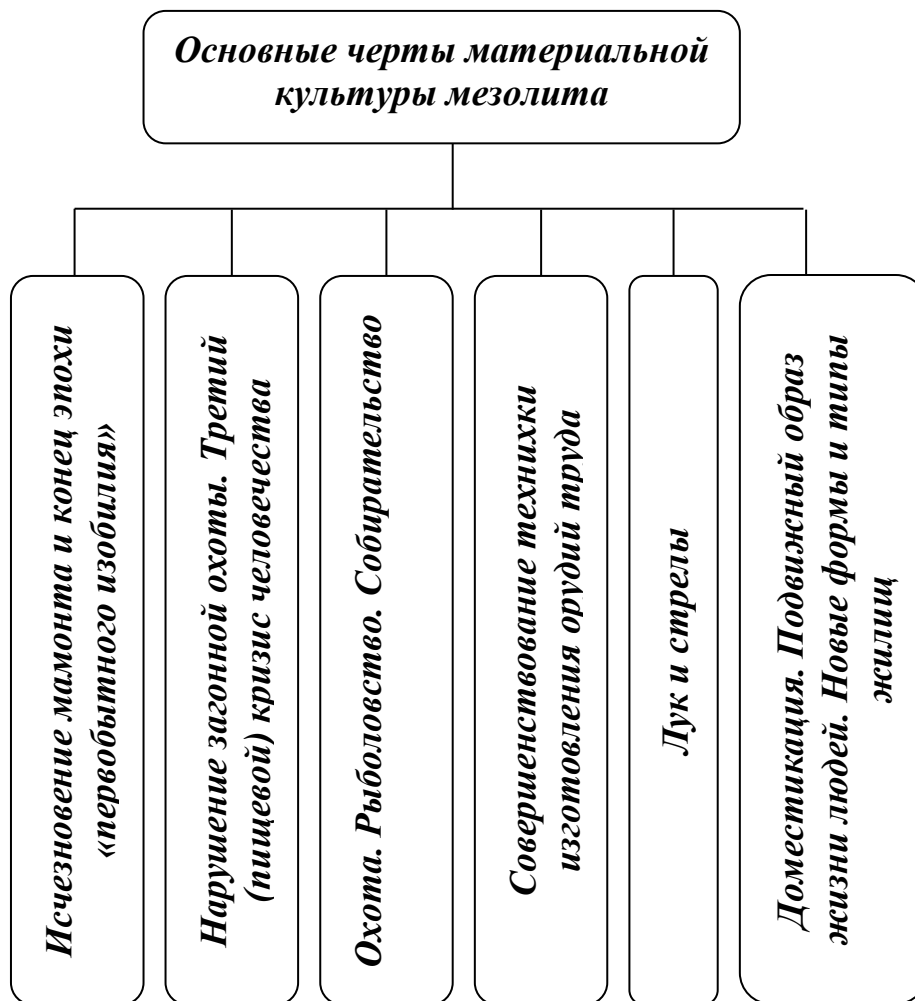 Основные черты материальной
культуры мезолита
Исчезновение мамонта и конец эпохи
«первобытного изобилия»
Нарушение загонной охоты. Третий
(пищевой) кризис человечества
Охота. Рыболовство. Собирательство
Совершенствование технихки
изготовления орудий труда
Лук и стрелы
Доместикация. Подвижный образ
жизни людей. Новые формы и типы
жилищ